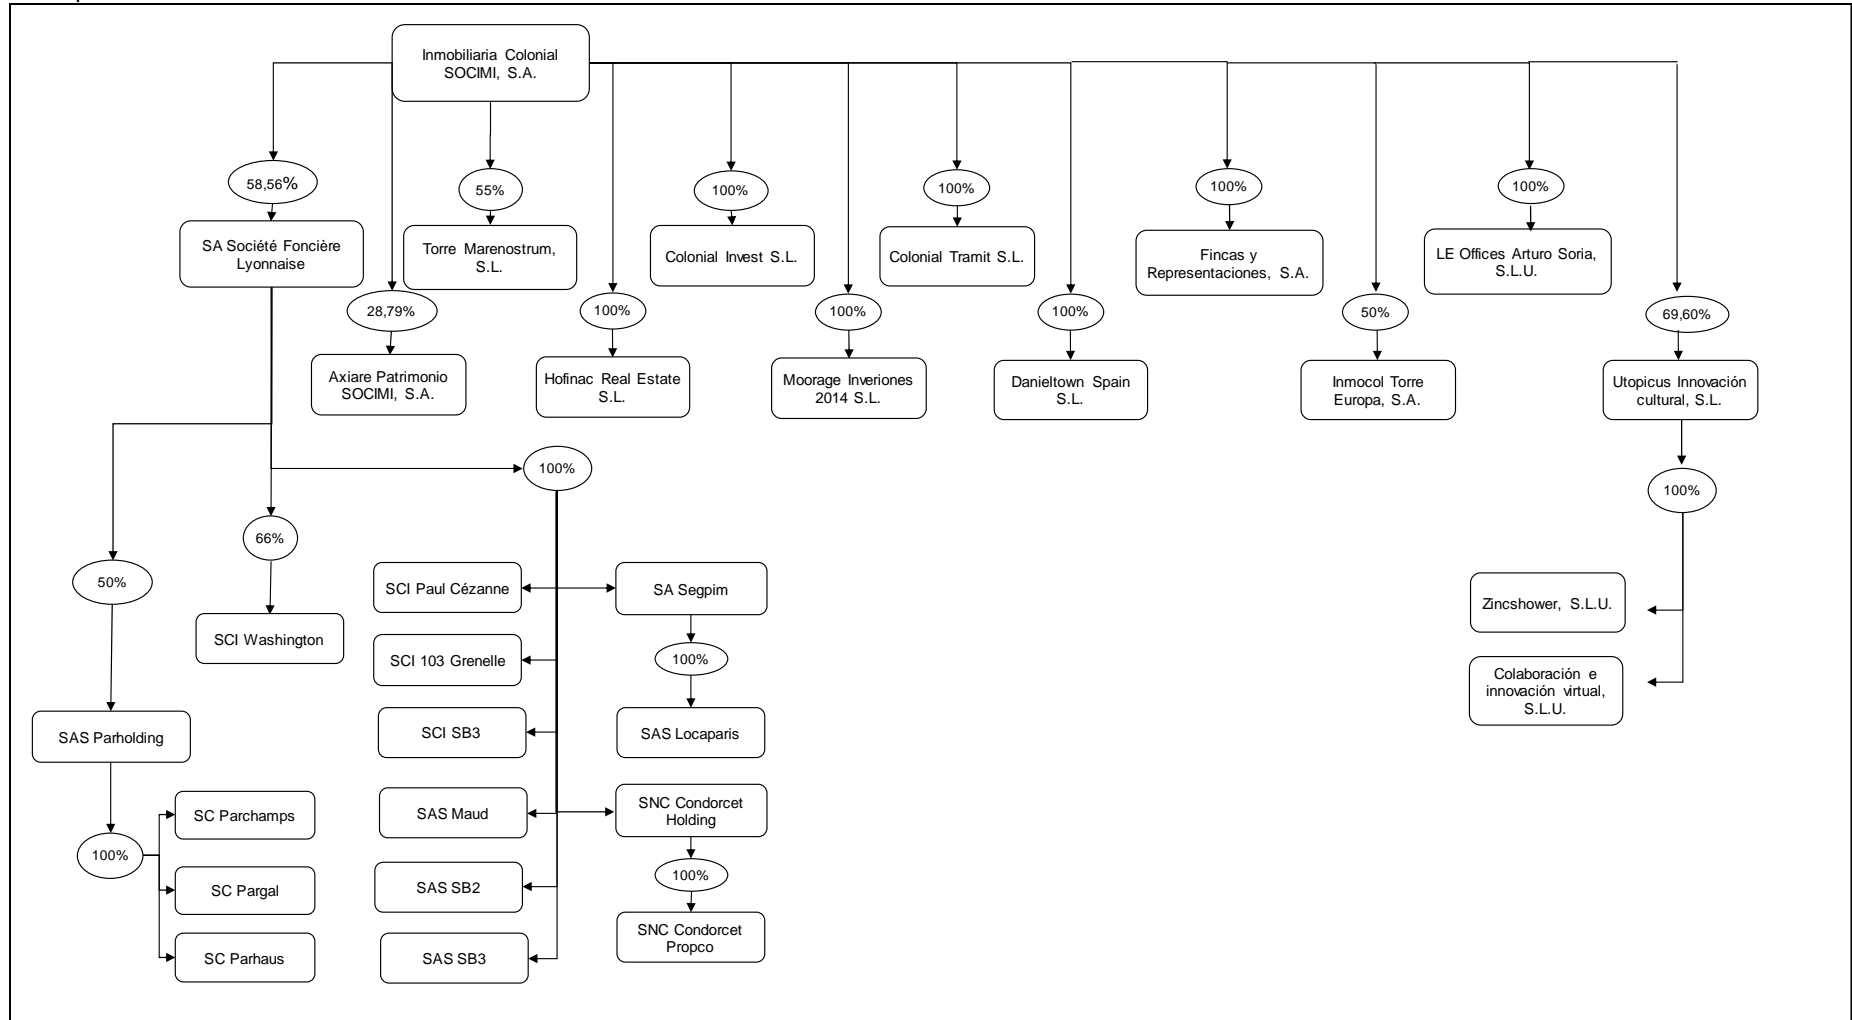 Inmobiliaria Colonial
SOCIMI, S.A.
58,56%
55%
100%
100%
100%
100%
SA Société Foncière
Lyonnaise
Torre Marenostrum,
S.L.
Colonial Invest S.L.
Colonial Tramit S.L.
Fincas y
Representaciones, S.A.
LE Offices Arturo Soria,
S.L.U.
28,79%
100%
100%
100%
50%
69,60%
Axiare Patrimonio
SOCIMI, S.A.
Hofinac Real Estate
S.L.
Moorage Inveriones
2014 S.L.
Danieltown Spain
S.L.
Inmocol Torre
Europa, S.A.
Utopicus Innovación
cultural, S.L.
100%
100%
66%
50%
SCI Paul Cézanne
SA Segpim
Zincshower, S.L.U.
SCI Washington
SCI 103 Grenelle
100%
Colaboración e
innovación virtual,
S.L.U.
SAS Parholding
SCI SB3
SAS Locaparis
SC Parchamps
SAS Maud
SNC Condorcet
Holding
100%
SC Pargal
SAS SB2
100%
SNC Condorcet
Propco
SC Parhaus
SAS SB3